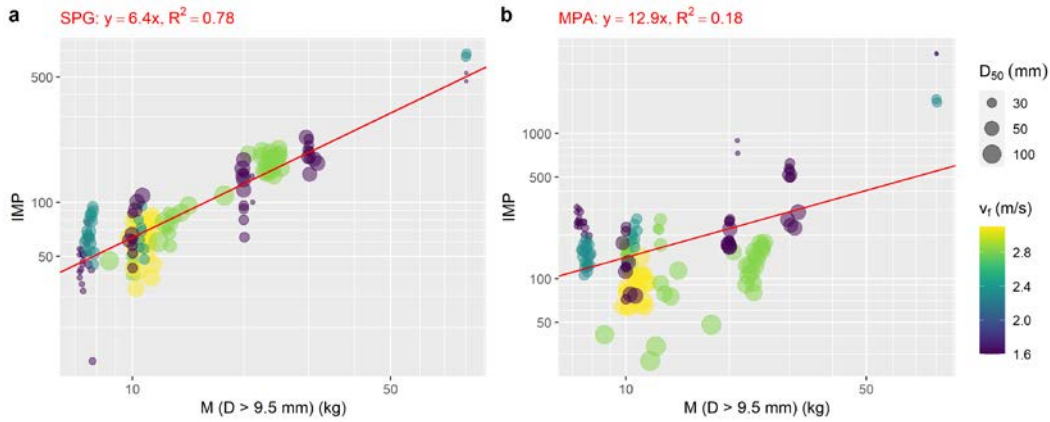 a
SPG: y = 6.4x, R² = 0.78
500
100
50
IMP
10
50
M (D > 9.5 mm) (kg)
b
MPA: y = 12.9x, R² = 0.18
1000
500
100
50
IMP
10
50
M (D > 9.5 mm) (kg)
D₅₀ (mm)
30
50
100
v_f (m/s)
2.8
2.4
2.0
1.6